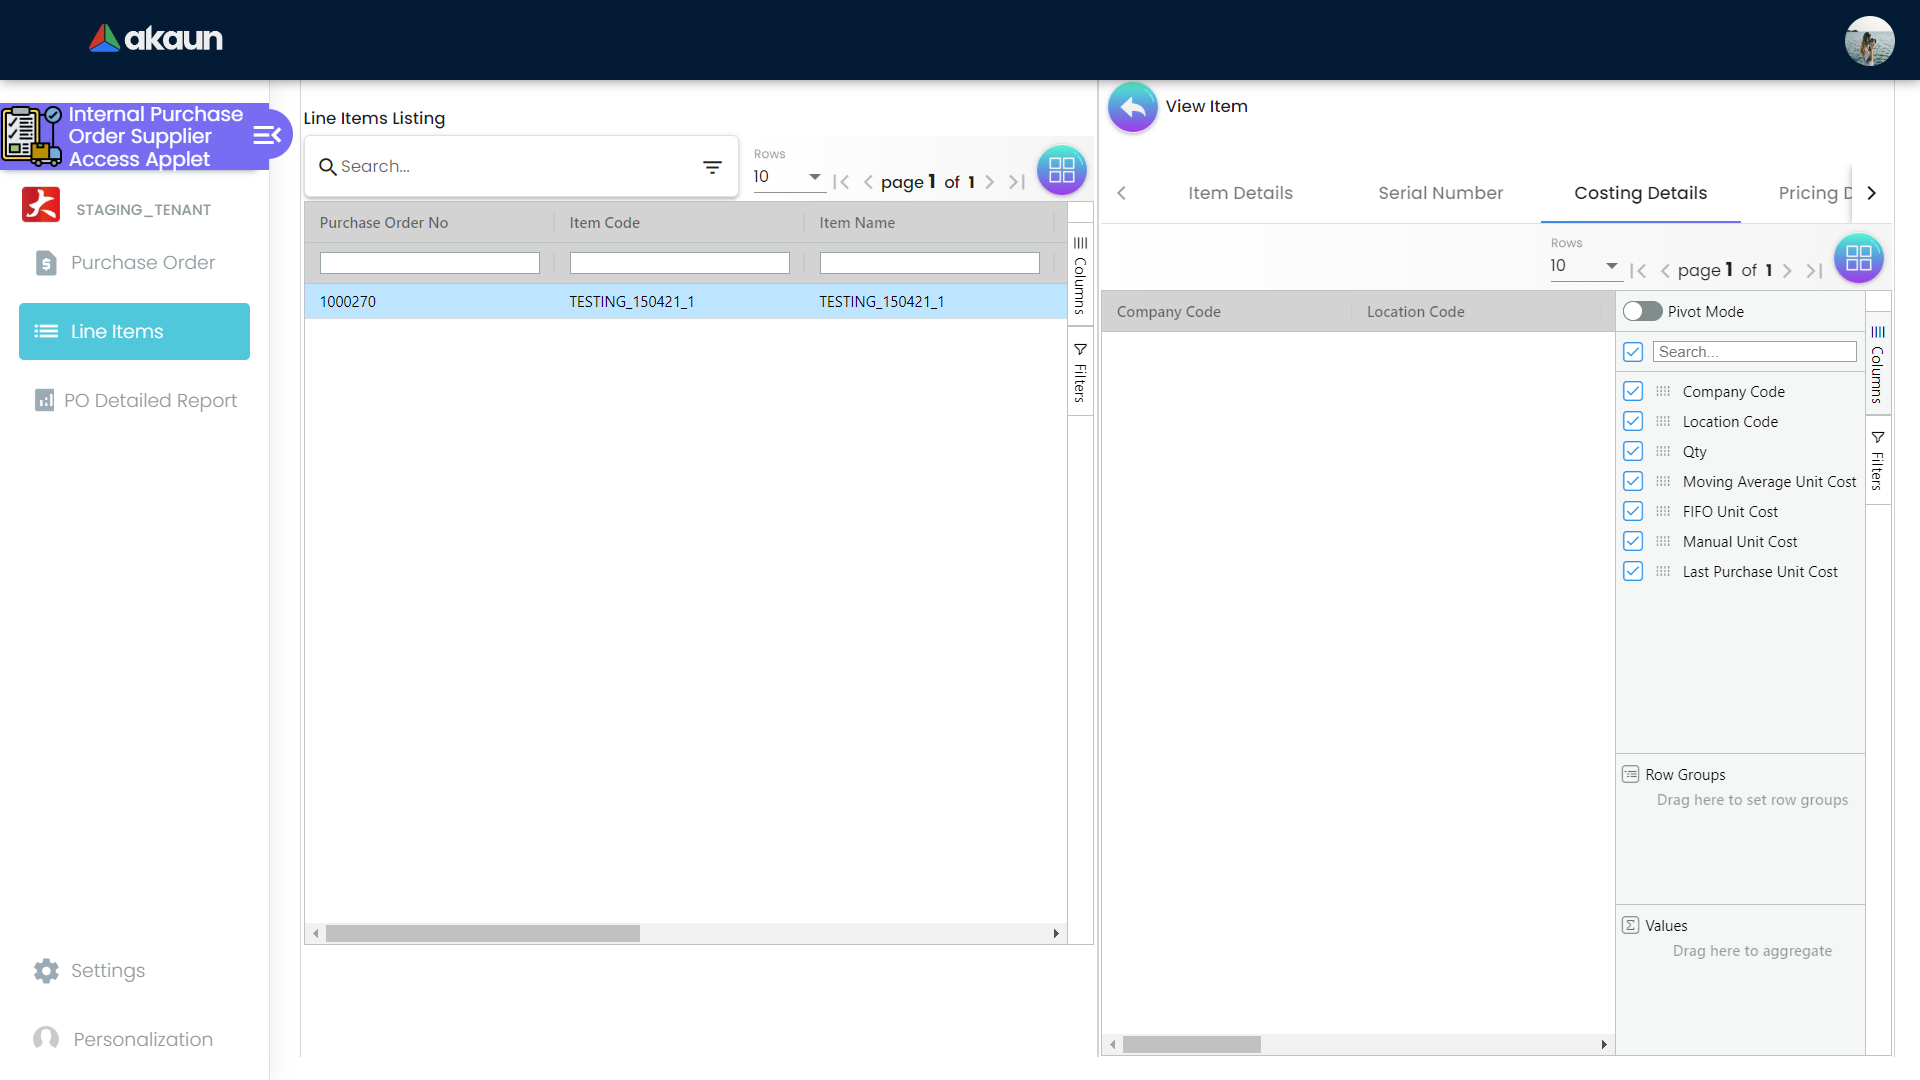 akaun
Internal Purchase
Order Supplier
Access Applet
STAGING_TENANT
Purchase Order
Line Items
PO Detailed Report
Settings
Personalization
Line Items Listing
Search...
Rows
10
page 1 of 1
Purchase Order No
Item Code
Item Name
1000270
TESTING_150421_1
TESTING_150421_1
Columns
Filters
View Item
Item Details
Serial Number
Costing Details
Pricing D
Rows
10
page 1 of 1
Company Code
Location Code
Pivot Mode
Search...
Company Code
Location Code
Qty
Moving Average Unit Cost
FIFO Unit Cost
Manual Unit Cost
Last Purchase Unit Cost
Row Groups
Drag here to set row groups
Values
Drag here to aggregate
Columns
Filters